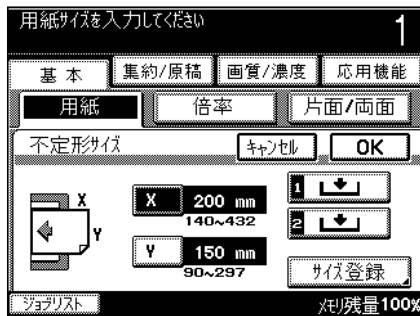 用紙ｻｲｽﾞを入力してください
1
基本 集約/原稿 画質/濃度 応用機能
用紙 倍率 片面/両面
不定形ｻｲｽﾞ ｷｬﾝｾﾙ OK
X
Y
X 200 mm
140~432
Y 150 mm
90~297
1
2
ｻｲｽﾞ登録
ｼﾞｮﾌﾞﾘｽﾄ ﾒﾓﾘ残量100%